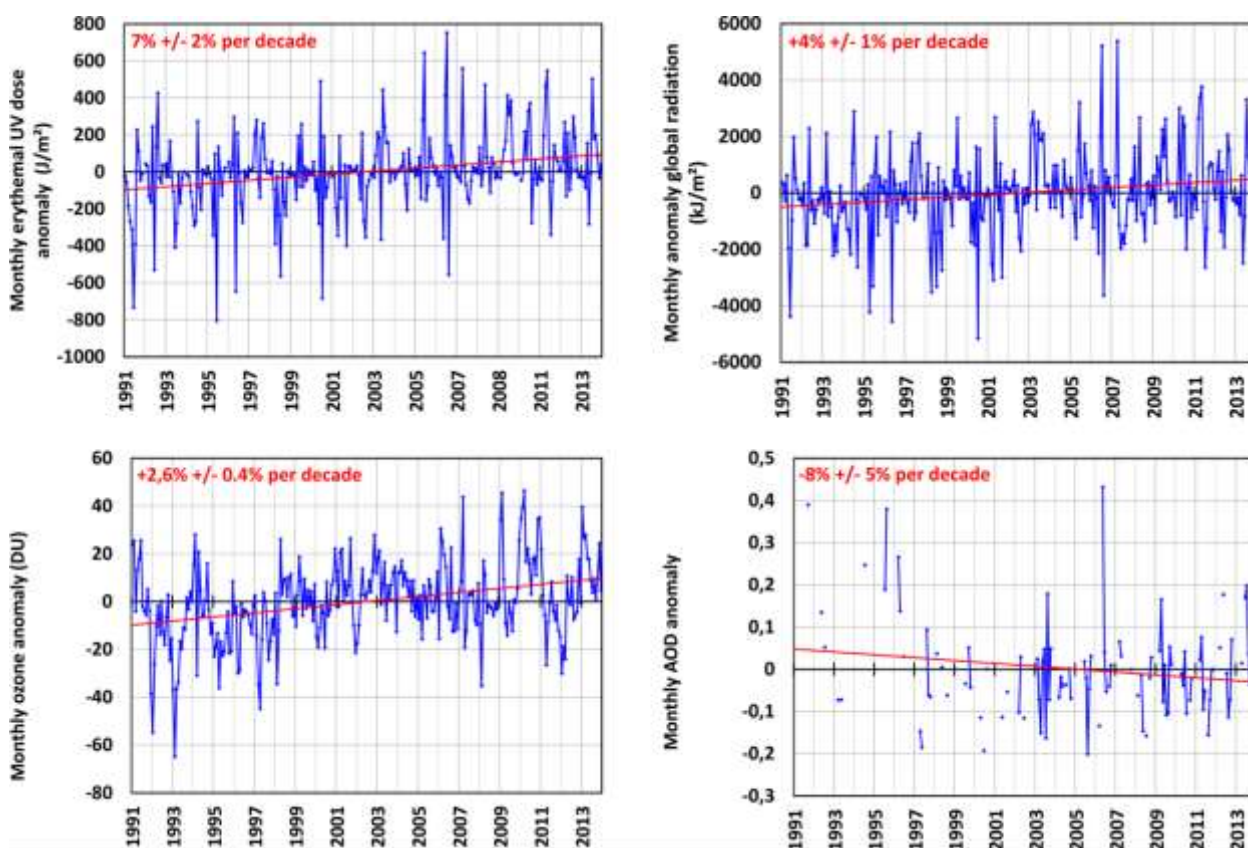 Monthly erythemal UV dose
anomaly (J/m²)
7% +/- 2% per decade
800
600
400
200
0
-200
-400
-600
-800
-1000
1991 1993 1995 1997 1999 2001 2003 2005 2007 2008 2011 2013
Monthly anomaly global radiation
(kJ/m²)
+4% +/- 1% per decade
6000
4000
2000
0
-2000
-4000
-6000
1991 1993 1995 1997 1999 2001 2003 2005 2007 2009 2011 2013
Monthly ozone anomaly (DU)
+2,6% +/- 0.4% per decade
60
40
20
0
-20
-40
-60
-80
1991 1993 1995 1997 1999 2001 2003 2005 2007 2009 2011 2013
Monthly AOD anomaly
-8% +/- 5% per decade
0,5
0,4
0,3
0,2
0,1
0
-0,1
-0,2
-0,3
1991 1993 1995 1997 1999 2001 2003 2005 2007 2009 2011 2013